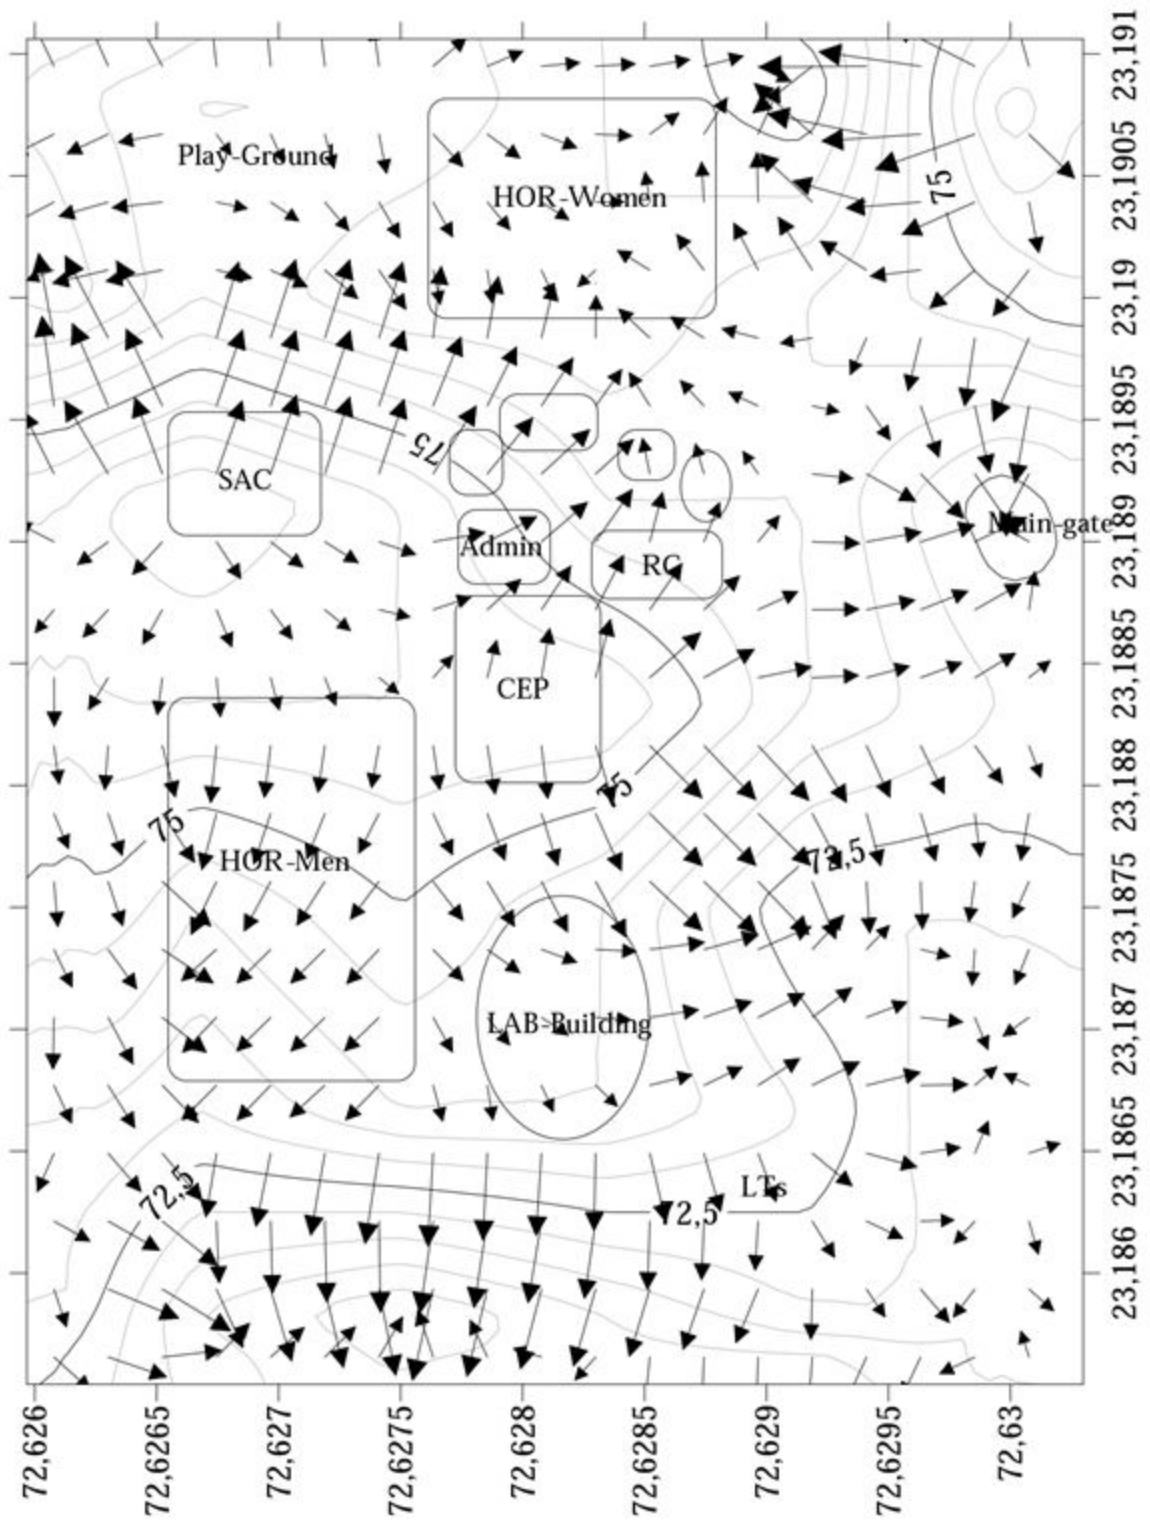 23,191
Play-Ground
HOR-Women
75
23,1905
23,19
23,1895
75
SAC
Main-gate
23,189
Admin
RC
CEP
23,1885
23,188
75
75
HOR-Men
72,5
23,1875
LAB-Building
23,187
23,1865
72,5
LTs
72,5
23,186
72,626
72,6265
72,627
72,6275
72,628
72,6285
72,629
72,6295
72,63